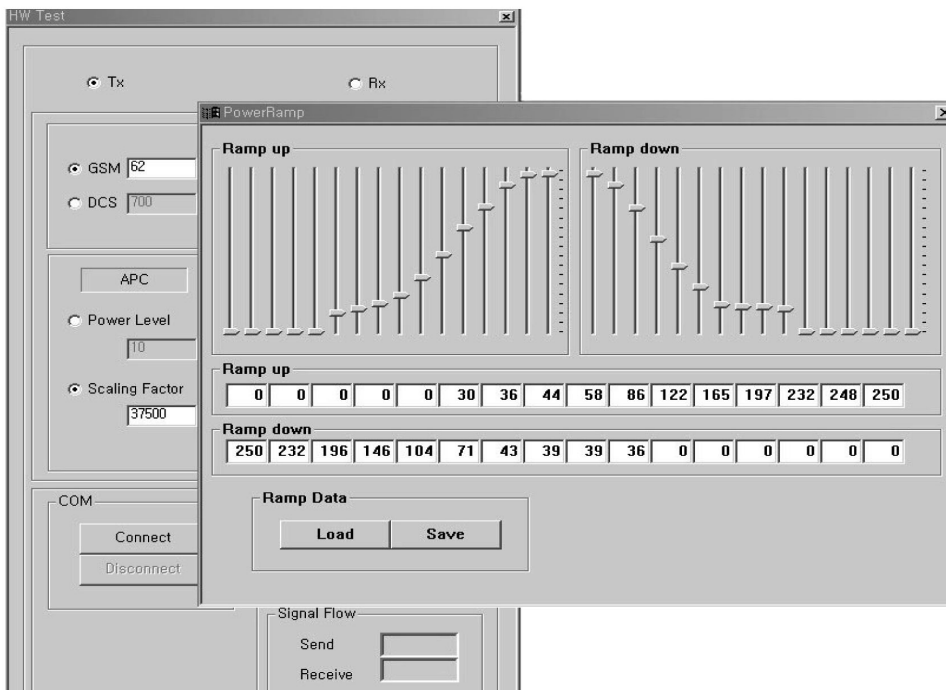 HW Test
Tx
Rx
GSM 62
DCS 700
APC
Power Level
10
Scaling Factor
37500
COM
Connect
Disconnect
PowerRamp
Ramp up
Ramp down
Ramp up
0 0 0 0 0 30 36 44 58 86 122 165 197 232 248 250
Ramp down
250 232 196 146 104 71 43 39 39 36 0 0 0 0 0 0
Ramp Data
Load Save
Signal Flow
Send
Receive